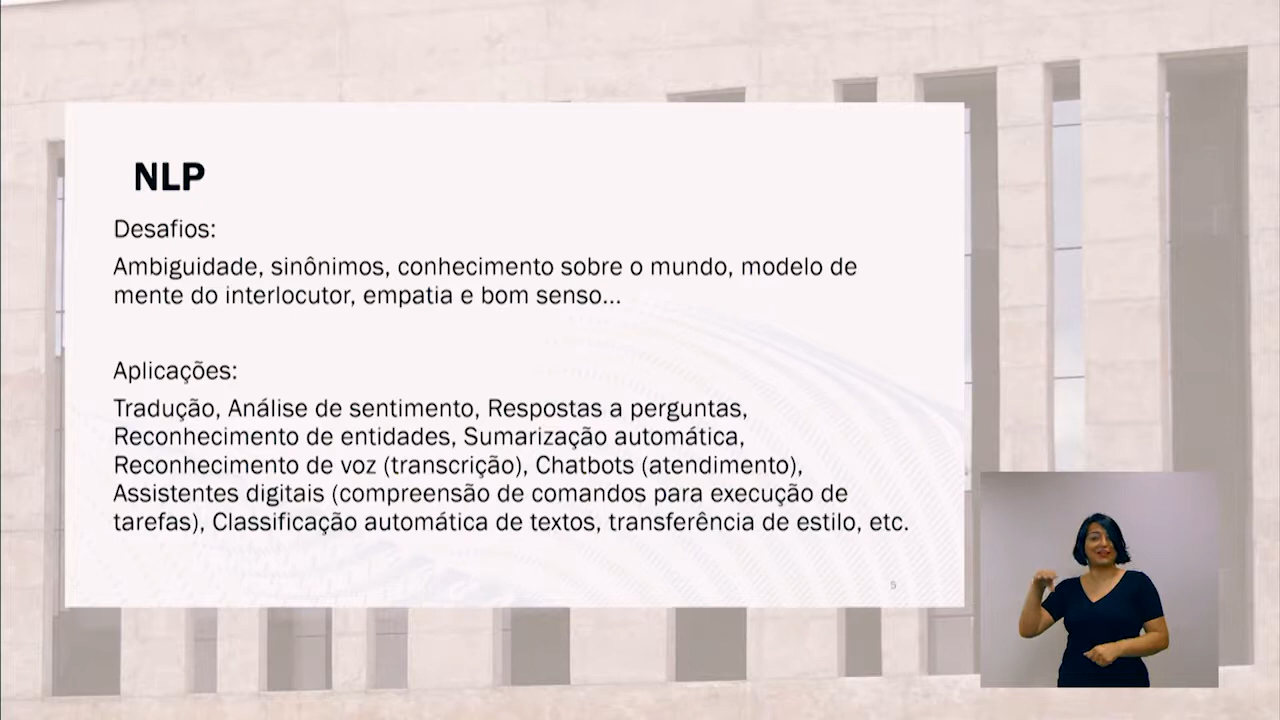 NLP
Desafios:
Ambiguidade, sinônimos, conhecimento sobre o mundo, modelo de
mente do interlocutor, empatia e bom senso...
Aplicações:
Tradução, Análise de sentimento, Respostas a perguntas,
Reconhecimento de entidades, Sumarização automática,
Reconhecimento de voz (transcrição), Chatbots (atendimento),
Assistentes digitais (compreensão de comandos para execução de
tarefas), Classificação automática de textos, transferência de estilo, etc.
5